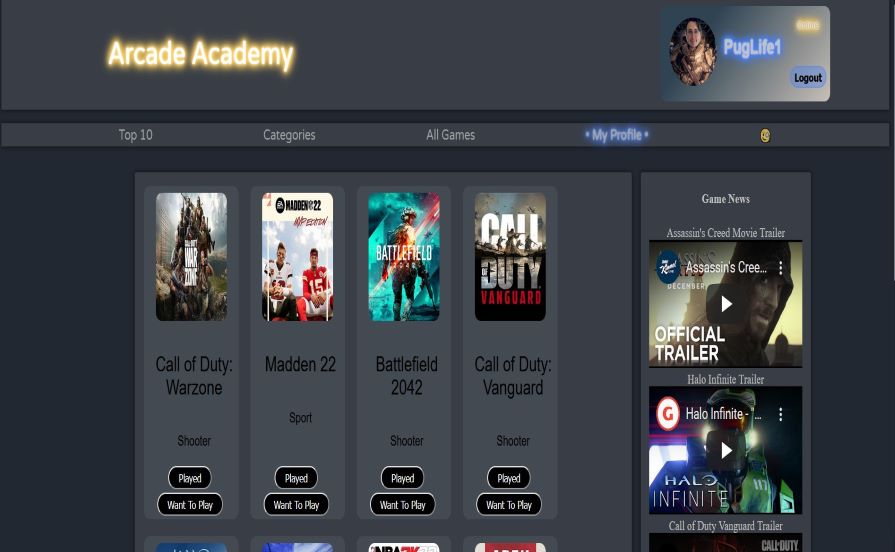 Arcade Academy
Online
PugLife1
Logout
Top 10
Categories
All Games
• My Profile •
CALL OF DUTY
WAR
ZONE
MADDEN 22
MVP EDITION
15
BATTLEFIELD
2042
CALL
OF DUTY
VANGUARD
Call of Duty:
Warzone
Shooter
Played
Want To Play
Madden 22
Sport
Played
Want To Play
Battlefield
2042
Shooter
Played
Want To Play
Call of Duty:
Vanguard
Shooter
Played
Want To Play
NBA 2K
Game News
Assassin's Creed Movie Trailer
Assassin's Cree...
DECEMBER
OFFICIAL
TRAILER
Halo Infinite Trailer
G
Halo Infinite - "...
HALO
INFINITE
Call of Duty Vanguard Trailer
CALL·DUTY